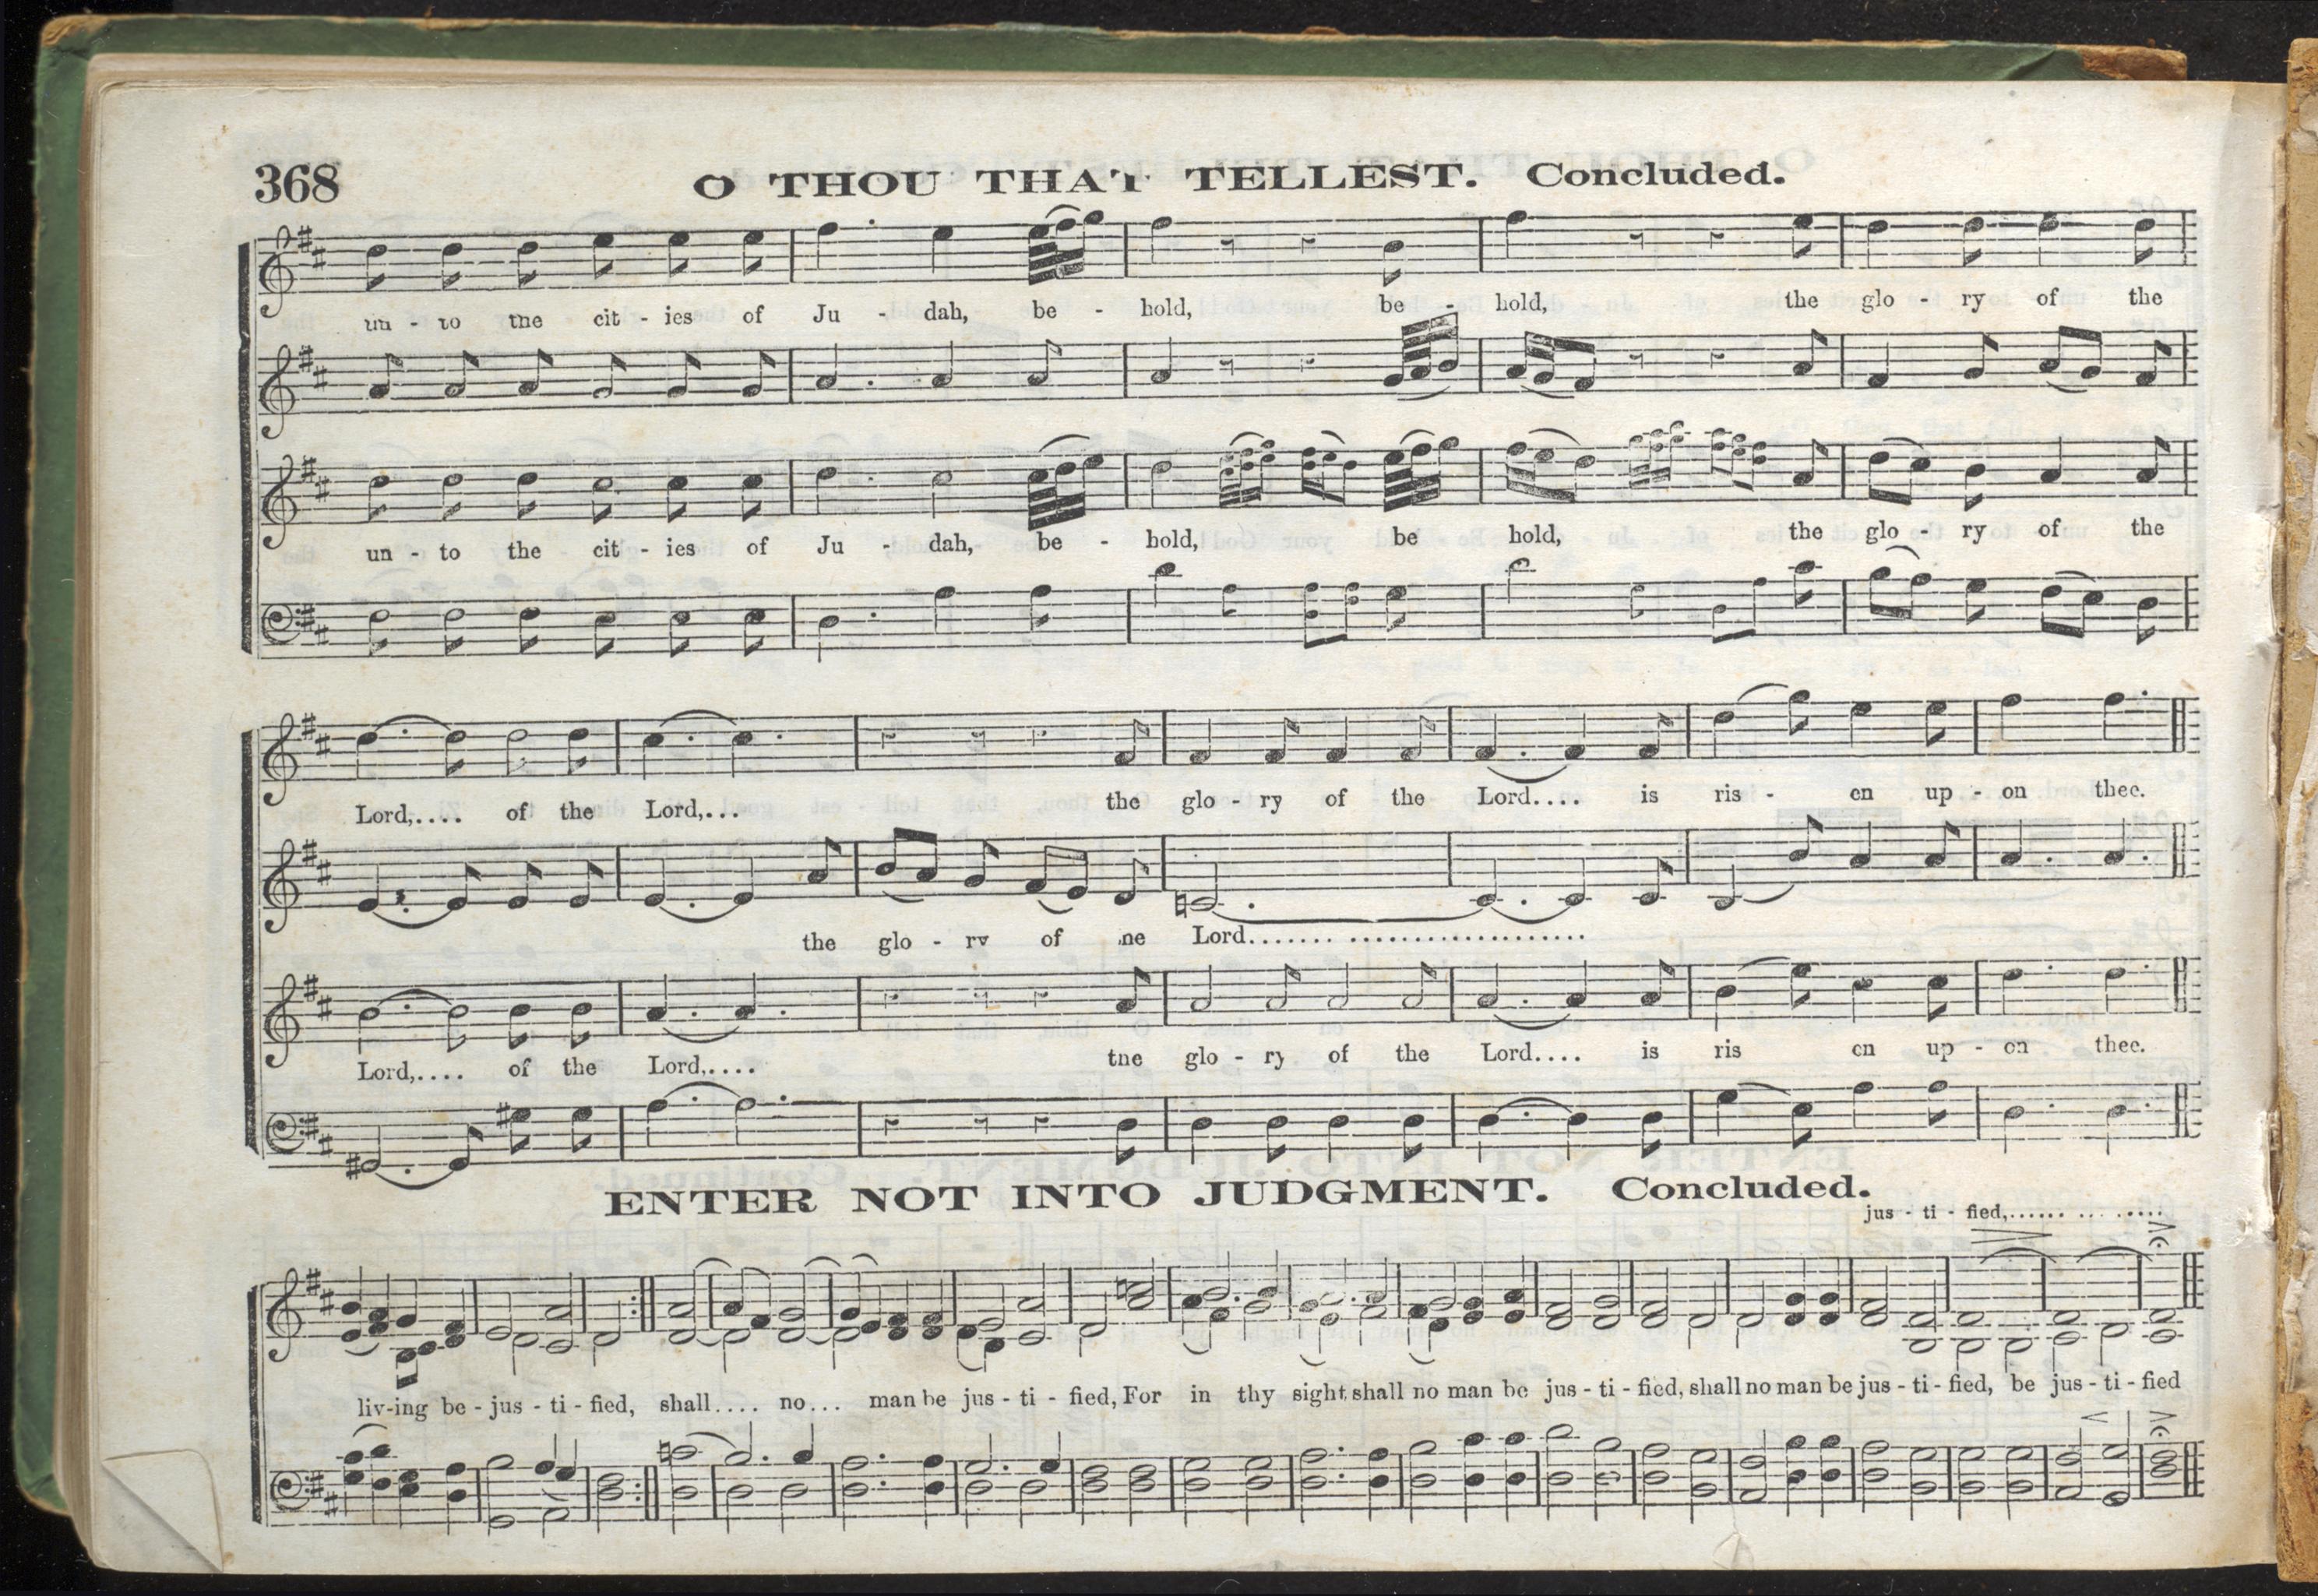 368
O THOU THAT TELLEST. Concluded.
un - to the cit - ies of Ju - dah, be - hold, be - hold, the glo - ry of the
un - to the cit - ies of Ju - dah, be - hold, be hold, the glo - ry of the
Lord,.... of the Lord,... the glo - ry of the Lord.... is ris - en up - on thee.
the glo - ry of Lord..........................
Lord,.... of the Lord,.... the glo - ry of the Lord.... is ris en up - on thee.
ENTER NOT INTO JUDGMENT. Concluded.
jus - ti - fied,...............
liv-ing be - jus - ti - fied, shall.... no... man be jus - ti - fied, For in thy sight shall no man be jus - ti - fied, shall no man be jus - ti - fied, be jus - ti - fied